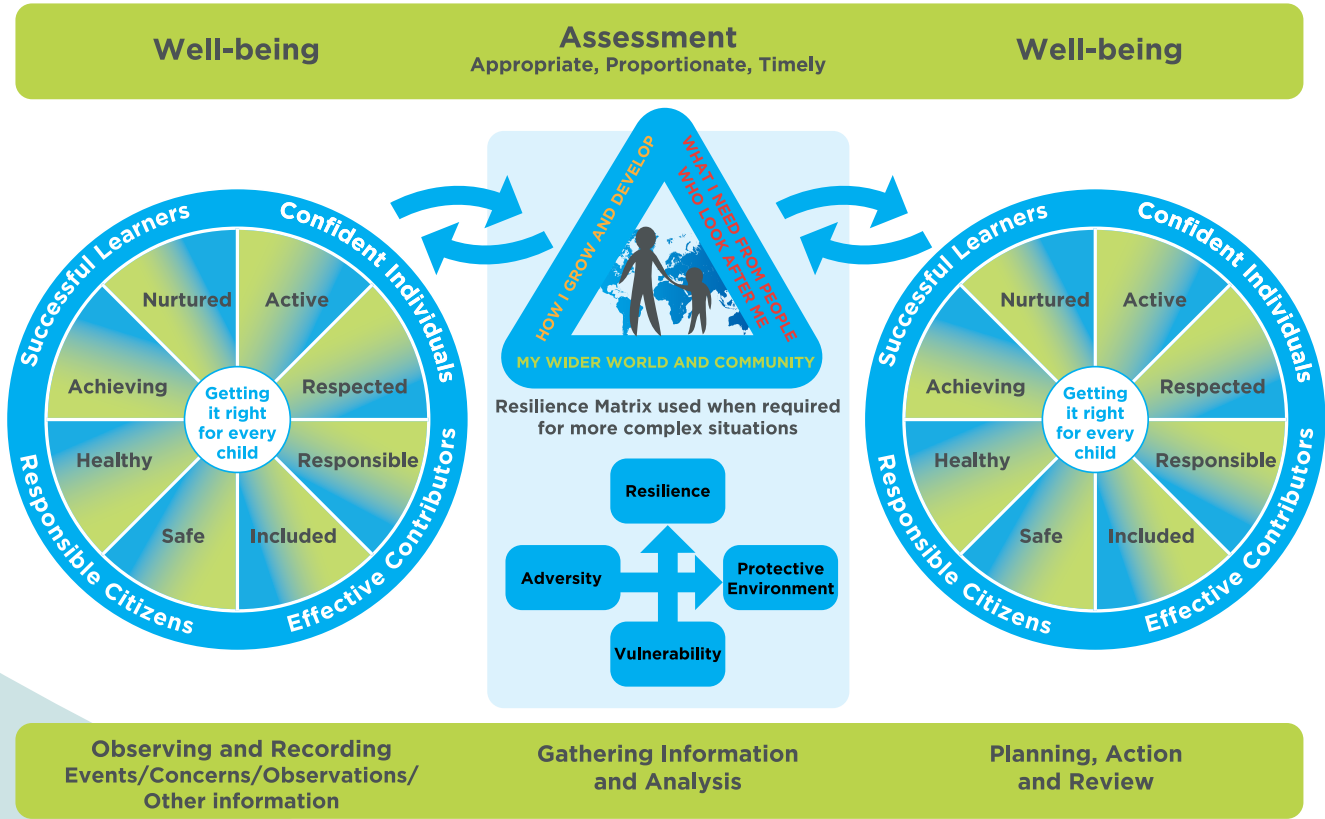 Well-being
Assessment
Appropriate, Proportionate, Timely
Well-being
Successful Learners
Confident Individuals
Nurtured
Active
Achieving
Respected
Getting
it right
for every
child
Healthy
Responsible
Safe
Included
Responsible Citizens
Effective Contributors
HOW I GROW AND DEVELOP
WHAT I NEED FROM PEOPLE
WHO LOOK AFTER ME
MY WIDER WORLD AND COMMUNITY
Resilience Matrix used when required
for more complex situations
Resilience
Adversity
Protective
Environment
Vulnerability
Successful Learners
Confident Individuals
Nurtured
Active
Achieving
Respected
Getting
it right
for every
child
Healthy
Responsible
Safe
Included
Responsible Citizens
Effective Contributors
Observing and Recording
Events/Concerns/Observations/
Other information
Gathering Information
and Analysis
Planning, Action
and Review